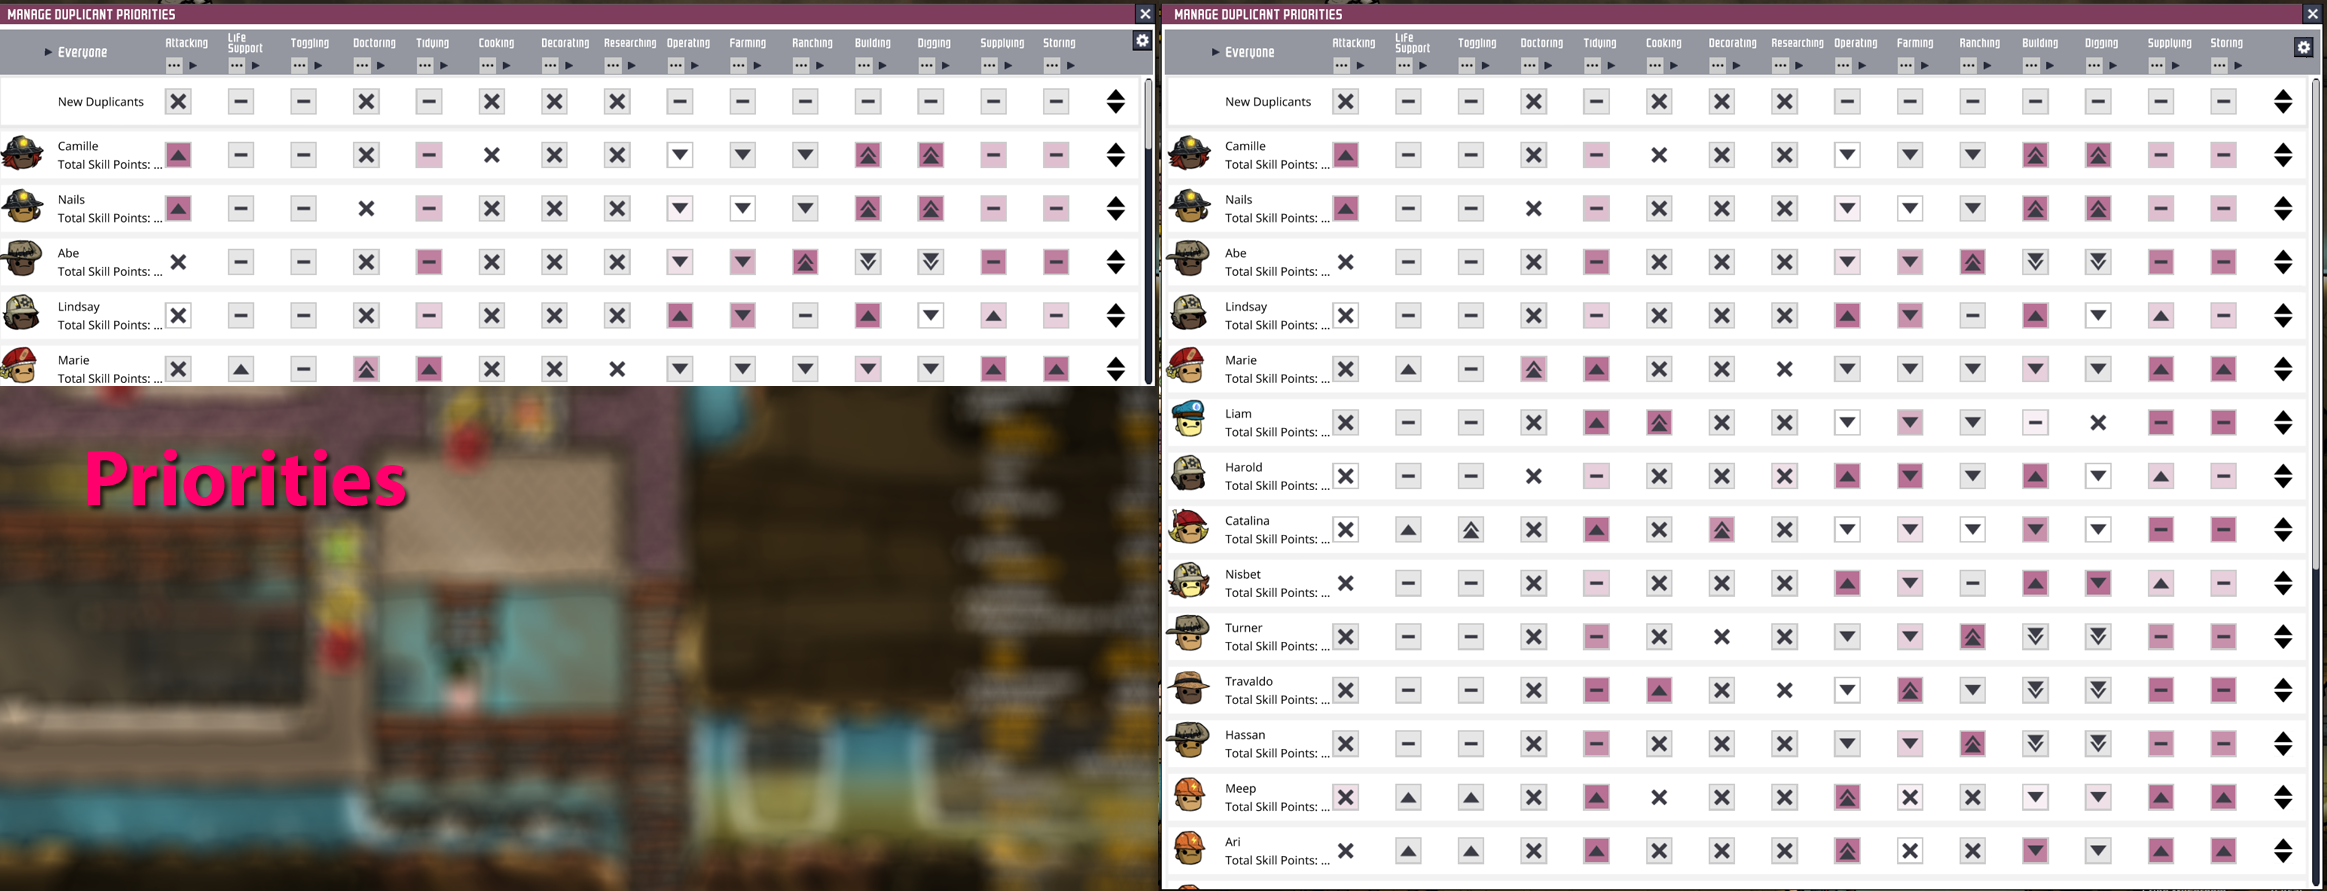 MANAGE DUPLICANT PRIORITIES
Everyone
Attacking
Life Support
Toggling
Doctoring
Tidying
Cooking
Decorating
Researching
Operating
Farming
Ranching
Building
Digging
Supplying
Storing
New Duplicants
Camille
Total Skill Points: ...
Nails
Total Skill Points: ...
Abe
Total Skill Points: ...
Lindsay
Total Skill Points: ...
Marie
Total Skill Points: ...
Priorities
MANAGE DUPLICANT PRIORITIES
Everyone
Attacking
Life Support
Toggling
Doctoring
Tidying
Cooking
Decorating
Researching
Operating
Farming
Ranching
Building
Digging
Supplying
Storing
New Duplicants
Camille
Total Skill Points: ...
Nails
Total Skill Points: ...
Abe
Total Skill Points: ...
Lindsay
Total Skill Points: ...
Marie
Total Skill Points: ...
Liam
Total Skill Points: ...
Harold
Total Skill Points: ...
Catalina
Total Skill Points: ...
Nisbet
Total Skill Points: ...
Turner
Total Skill Points: ...
Travaldo
Total Skill Points: ...
Hassan
Total Skill Points: ...
Meep
Total Skill Points: ...
Ari
Total Skill Points: ...